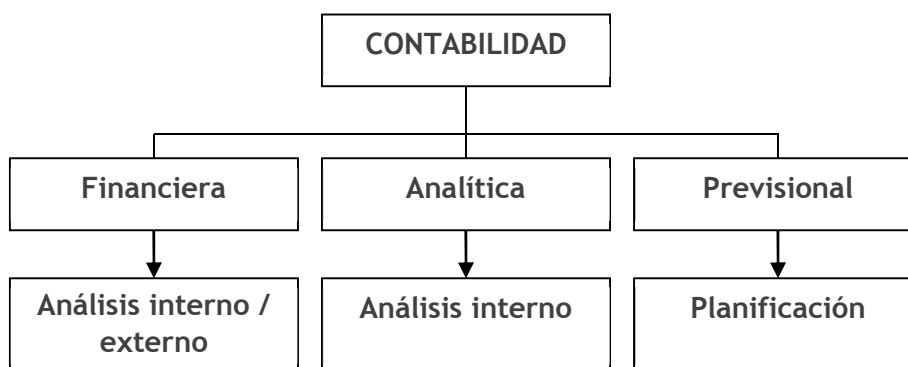 CONTABILIDAD
Financiera
Analítica
Previsional
Análisis interno /
externo
Análisis interno
Planificación